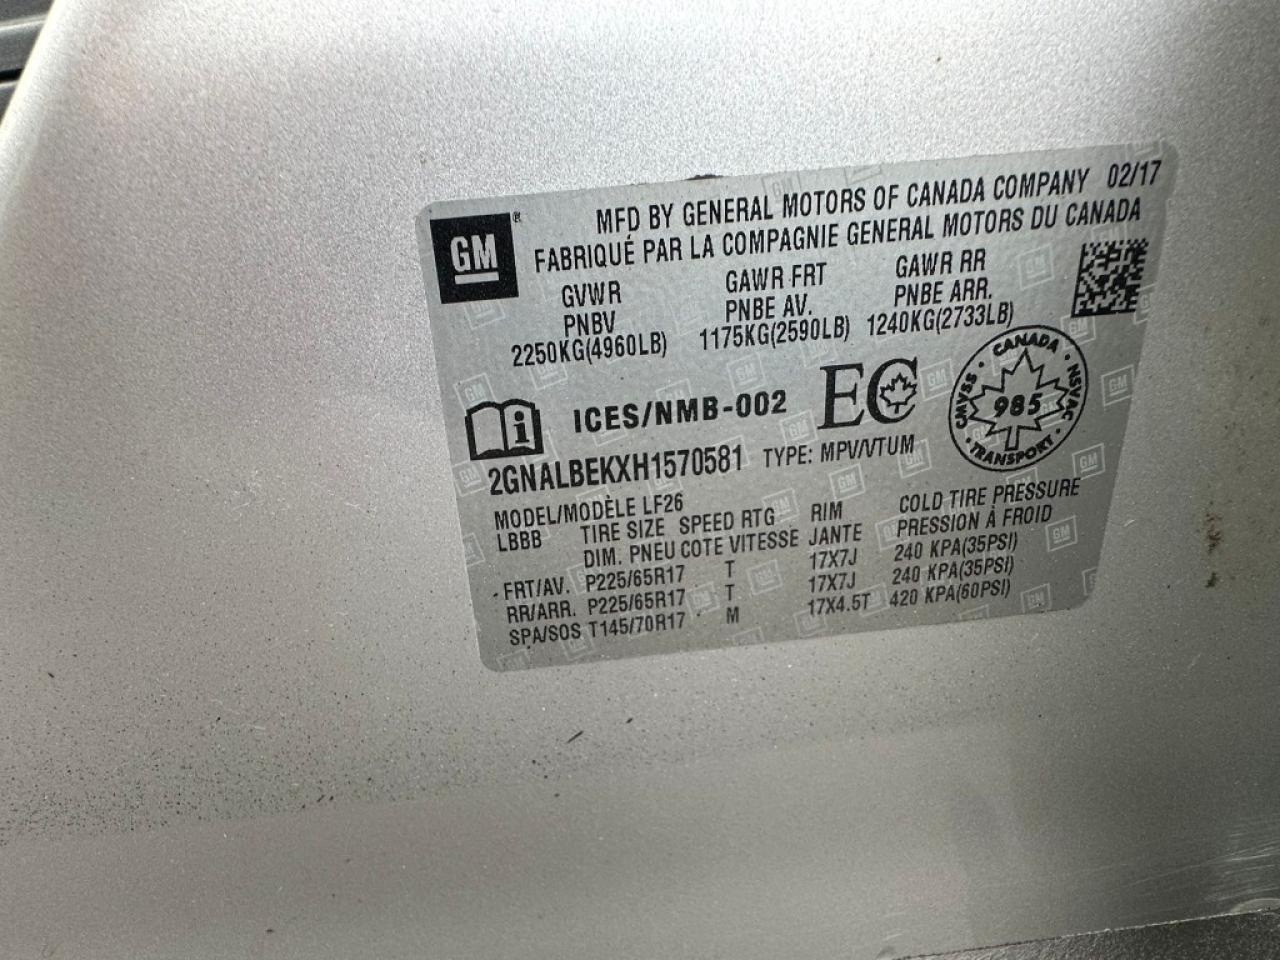 GM®
MFD BY GENERAL MOTORS OF CANADA COMPANY 02/17
FABRIQUÉ PAR LA COMPAGNIE GENERAL MOTORS DU CANADA
GVWR GAWR FRT GAWR RR
PNBV PNBE AV. PNBE ARR.
2250KG(4960LB) 1175KG(2590LB) 1240KG(2733LB)
i ICES/NMB-002 EC
CANADA
CMVSS 985 NSVAC
TRANSPORT
2GNALBEKXH1570581 TYPE: MPV/VTUM
MODEL/MODÈLE LF26
LBBB TIRE SIZE SPEED RTG RIM COLD TIRE PRESSURE
DIM. PNEU COTE VITESSE JANTE PRESSION À FROID
FRT/AV. P225/65R17 T 17X7J 240 KPA(35PSI)
RR/ARR. P225/65R17 T 17X7J 240 KPA(35PSI)
SPA/SOS T145/70R17 M 17X4.5T 420 KPA(60PSI)